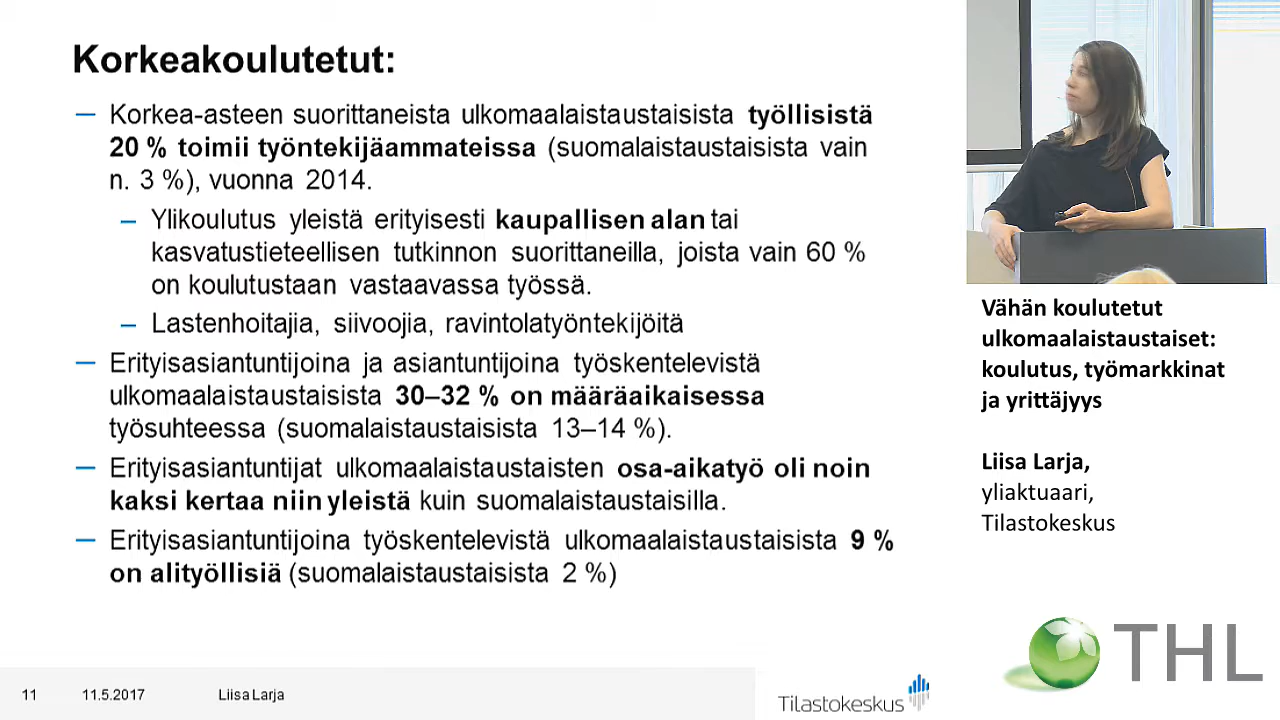 Korkeakoulutetut:
– Korkea-asteen suorittaneista ulkomaalaistaustaisista työllisistä
20 % toimii työntekijäammateissa (suomalaistaustaisista vain
n. 3 %), vuonna 2014.
– Ylikoulutus yleistä erityisesti kaupallisen alan tai
kasvatustieteellisen tutkinnon suorittaneilla, joista vain 60 %
on koulutustaan vastaavassa työssä.
– Lastenhoitajia, siivoojia, ravintolatyöntekijöitä
– Erityisasiantuntijoina ja asiantuntijoina työskentelevistä
ulkomaalaistaustaisista 30–32 % on määräaikaisessa
työsuhteessa (suomalaistaustaisista 13–14 %).
– Erityisasiantuntijat ulkomaalaistaustaisten osa-aikatyö oli noin
kaksi kertaa niin yleistä kuin suomalaistaustaisilla.
– Erityisasiantuntijoina työskentelevistä ulkomaalaistaustaisista 9 %
on alityöllisiä (suomalaistaustaisista 2 %)
11 11.5.2017 Liisa Larja
Tilastokeskus
Vähän koulutetut
ulkomaalaistaustaiset:
koulutus, työmarkkinat
ja yrittäjyys
Liisa Larja,
yliaktuaari,
Tilastokeskus
THL